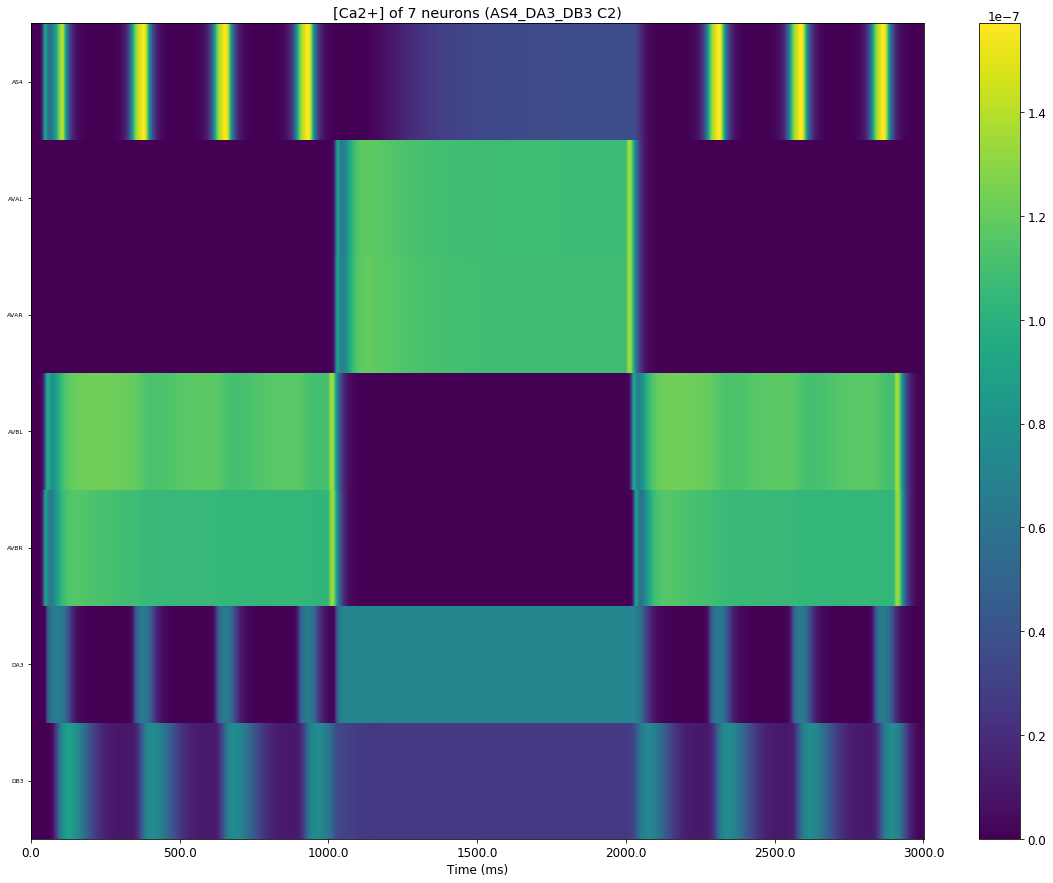 [Ca2+] of 7 neurons (AS4_DA3_DB3 C2)
1e−7
AS4
AVAL
AVAR
AVBL
AVBR
DA3
DB3
0.0 500.0 1000.0 1500.0 2000.0 2500.0 3000.0
Time (ms)
1.4
1.2
1.0
0.8
0.6
0.4
0.2
0.0